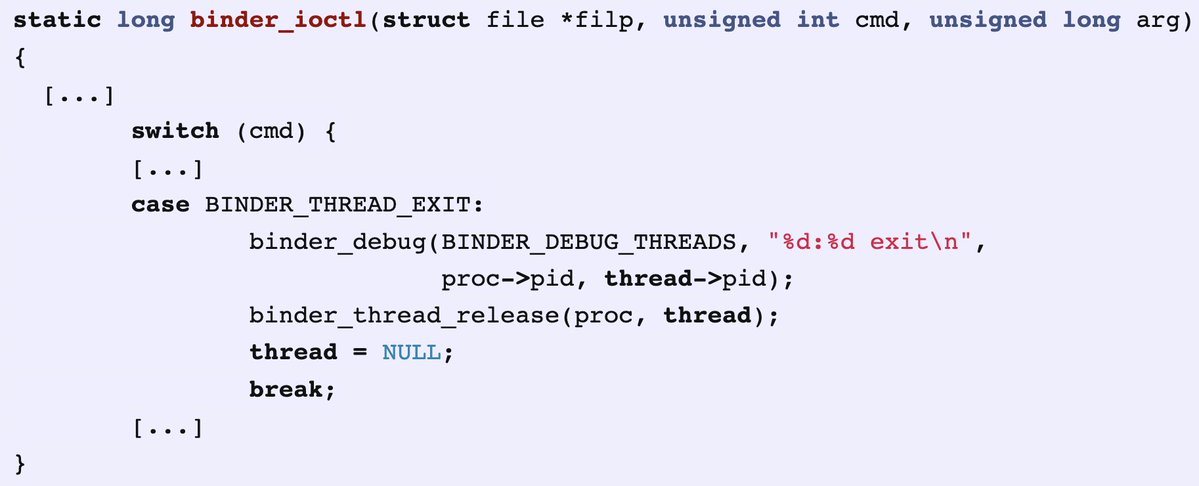 static long binder_ioctl(struct file *filp, unsigned int cmd, unsigned long arg)
{
  [...]
        switch (cmd) {
        [...]
        case BINDER_THREAD_EXIT:
                binder_debug(BINDER_DEBUG_THREADS, "%d:%d exit\n",
                             proc->pid, thread->pid);
                binder_thread_release(proc, thread);
                thread = NULL;
                break;
        [...]
}